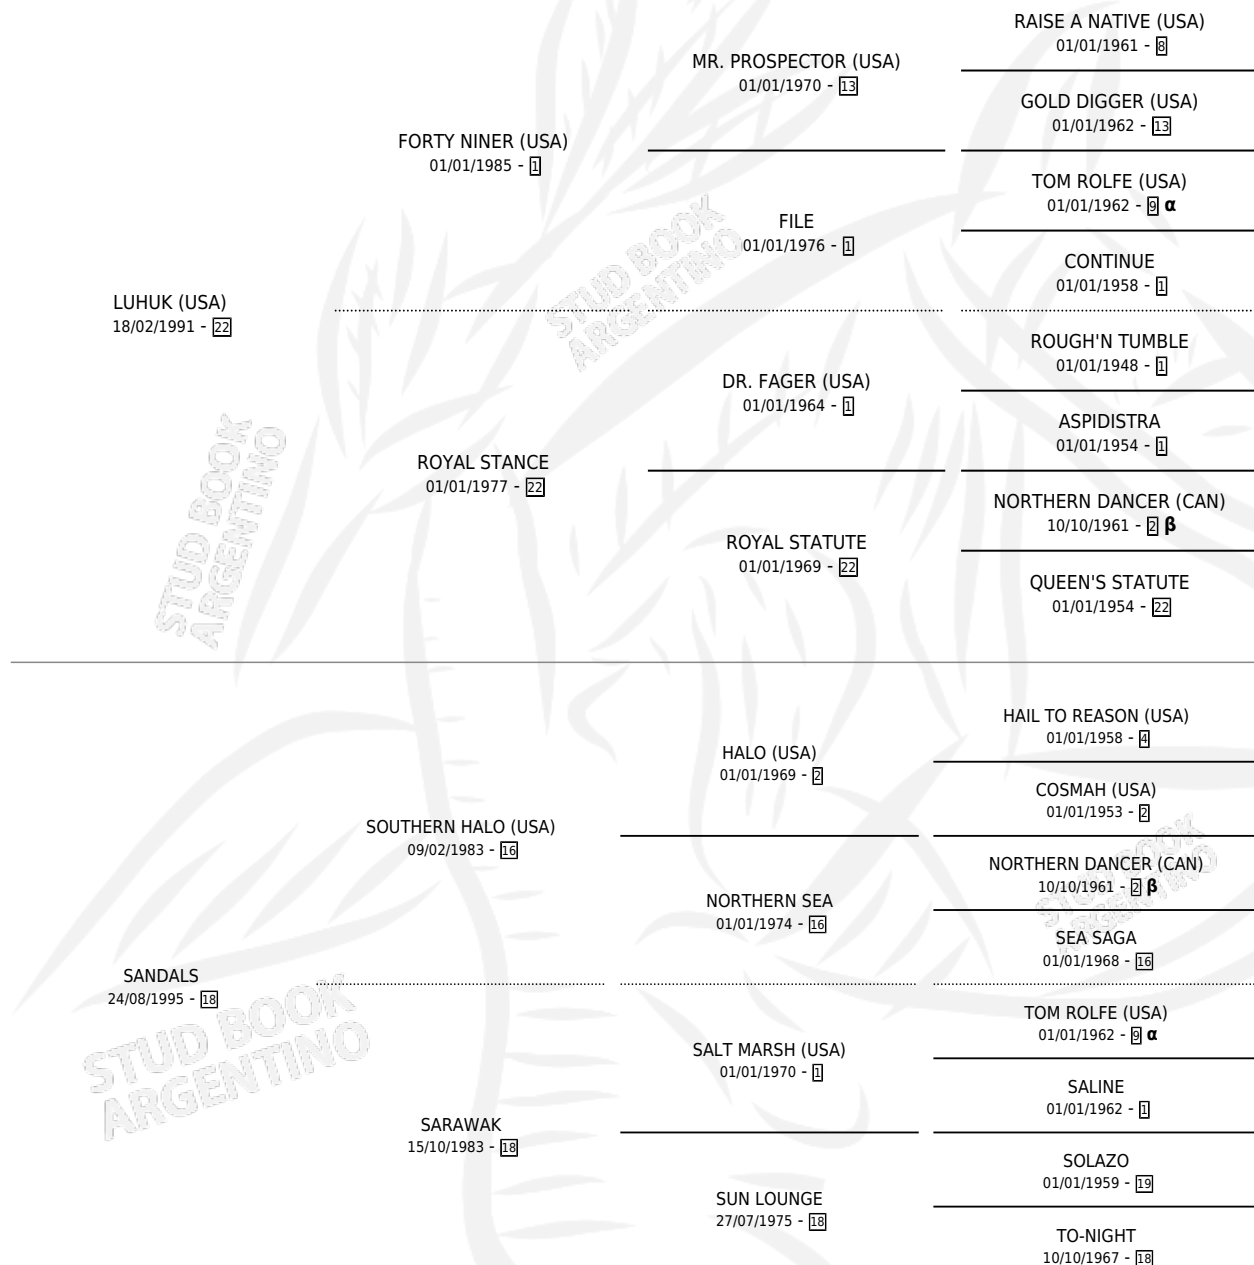 RAISE A NATIVE (USA)
01/01/1961 - 8
MR. PROSPECTOR (USA)
01/01/1970 - 13
GOLD DIGGER (USA)
01/01/1962 - 13
FORTY NINER (USA)
01/01/1985 - 1
TOM ROLFE (USA)
01/01/1962 - 9 α
FILE
01/01/1976 - 1
CONTINUE
01/01/1958 - 1
LUHUK (USA)
18/02/1991 - 22
ROUGH'N TUMBLE
01/01/1948 - 1
DR. FAGER (USA)
01/01/1964 - 1
ASPIDISTRA
01/01/1954 - 1
ROYAL STANCE
01/01/1977 - 22
NORTHERN DANCER (CAN)
10/10/1961 - 2 β
ROYAL STATUTE
01/01/1969 - 22
QUEEN'S STATUTE
01/01/1954 - 22
HAIL TO REASON (USA)
01/01/1958 - 4
HALO (USA)
01/01/1969 - 2
COSMAH (USA)
01/01/1953 - 2
SOUTHERN HALO (USA)
09/02/1983 - 16
NORTHERN DANCER (CAN)
10/10/1961 - 2 β
NORTHERN SEA
01/01/1974 - 16
SEA SAGA
01/01/1968 - 16
SANDALS
24/08/1995 - 18
TOM ROLFE (USA)
01/01/1962 - 9 α
SALT MARSH (USA)
01/01/1970 - 1
SALINE
01/01/1962 - 1
SARAWAK
15/10/1983 - 18
SOLAZO
01/01/1959 - 19
SUN LOUNGE
27/07/1975 - 18
TO-NIGHT
10/10/1967 - 18
STUD BOOK
ARGENTINO
STUD BOOK
ARGENTINO
STUD BOOK
ARGENTINO
STUD BOOK
ARGENTINO